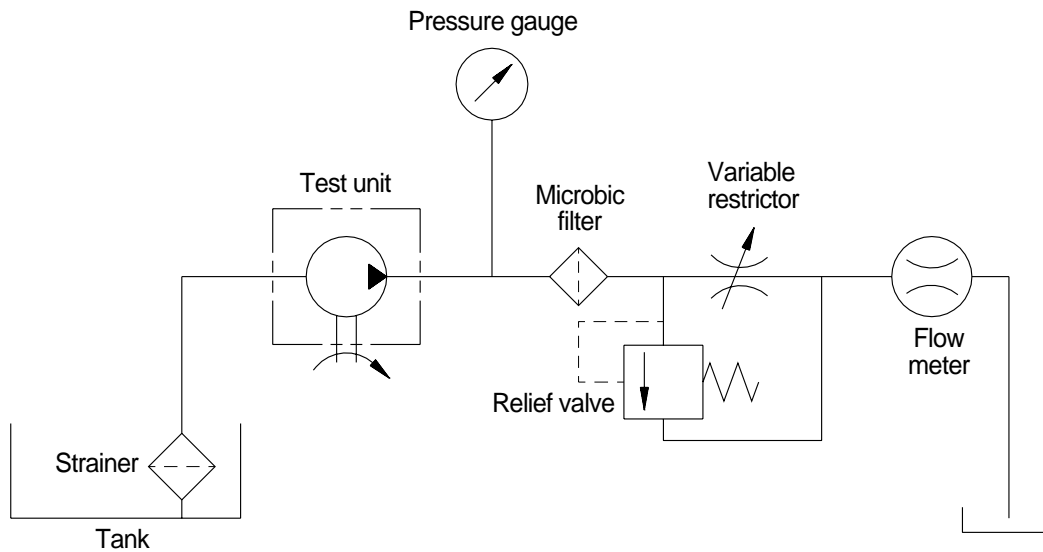 Pressure gauge
Test unit
Microbic
filter
Variable
restrictor
Flow
meter
Relief valve
Strainer
Tank